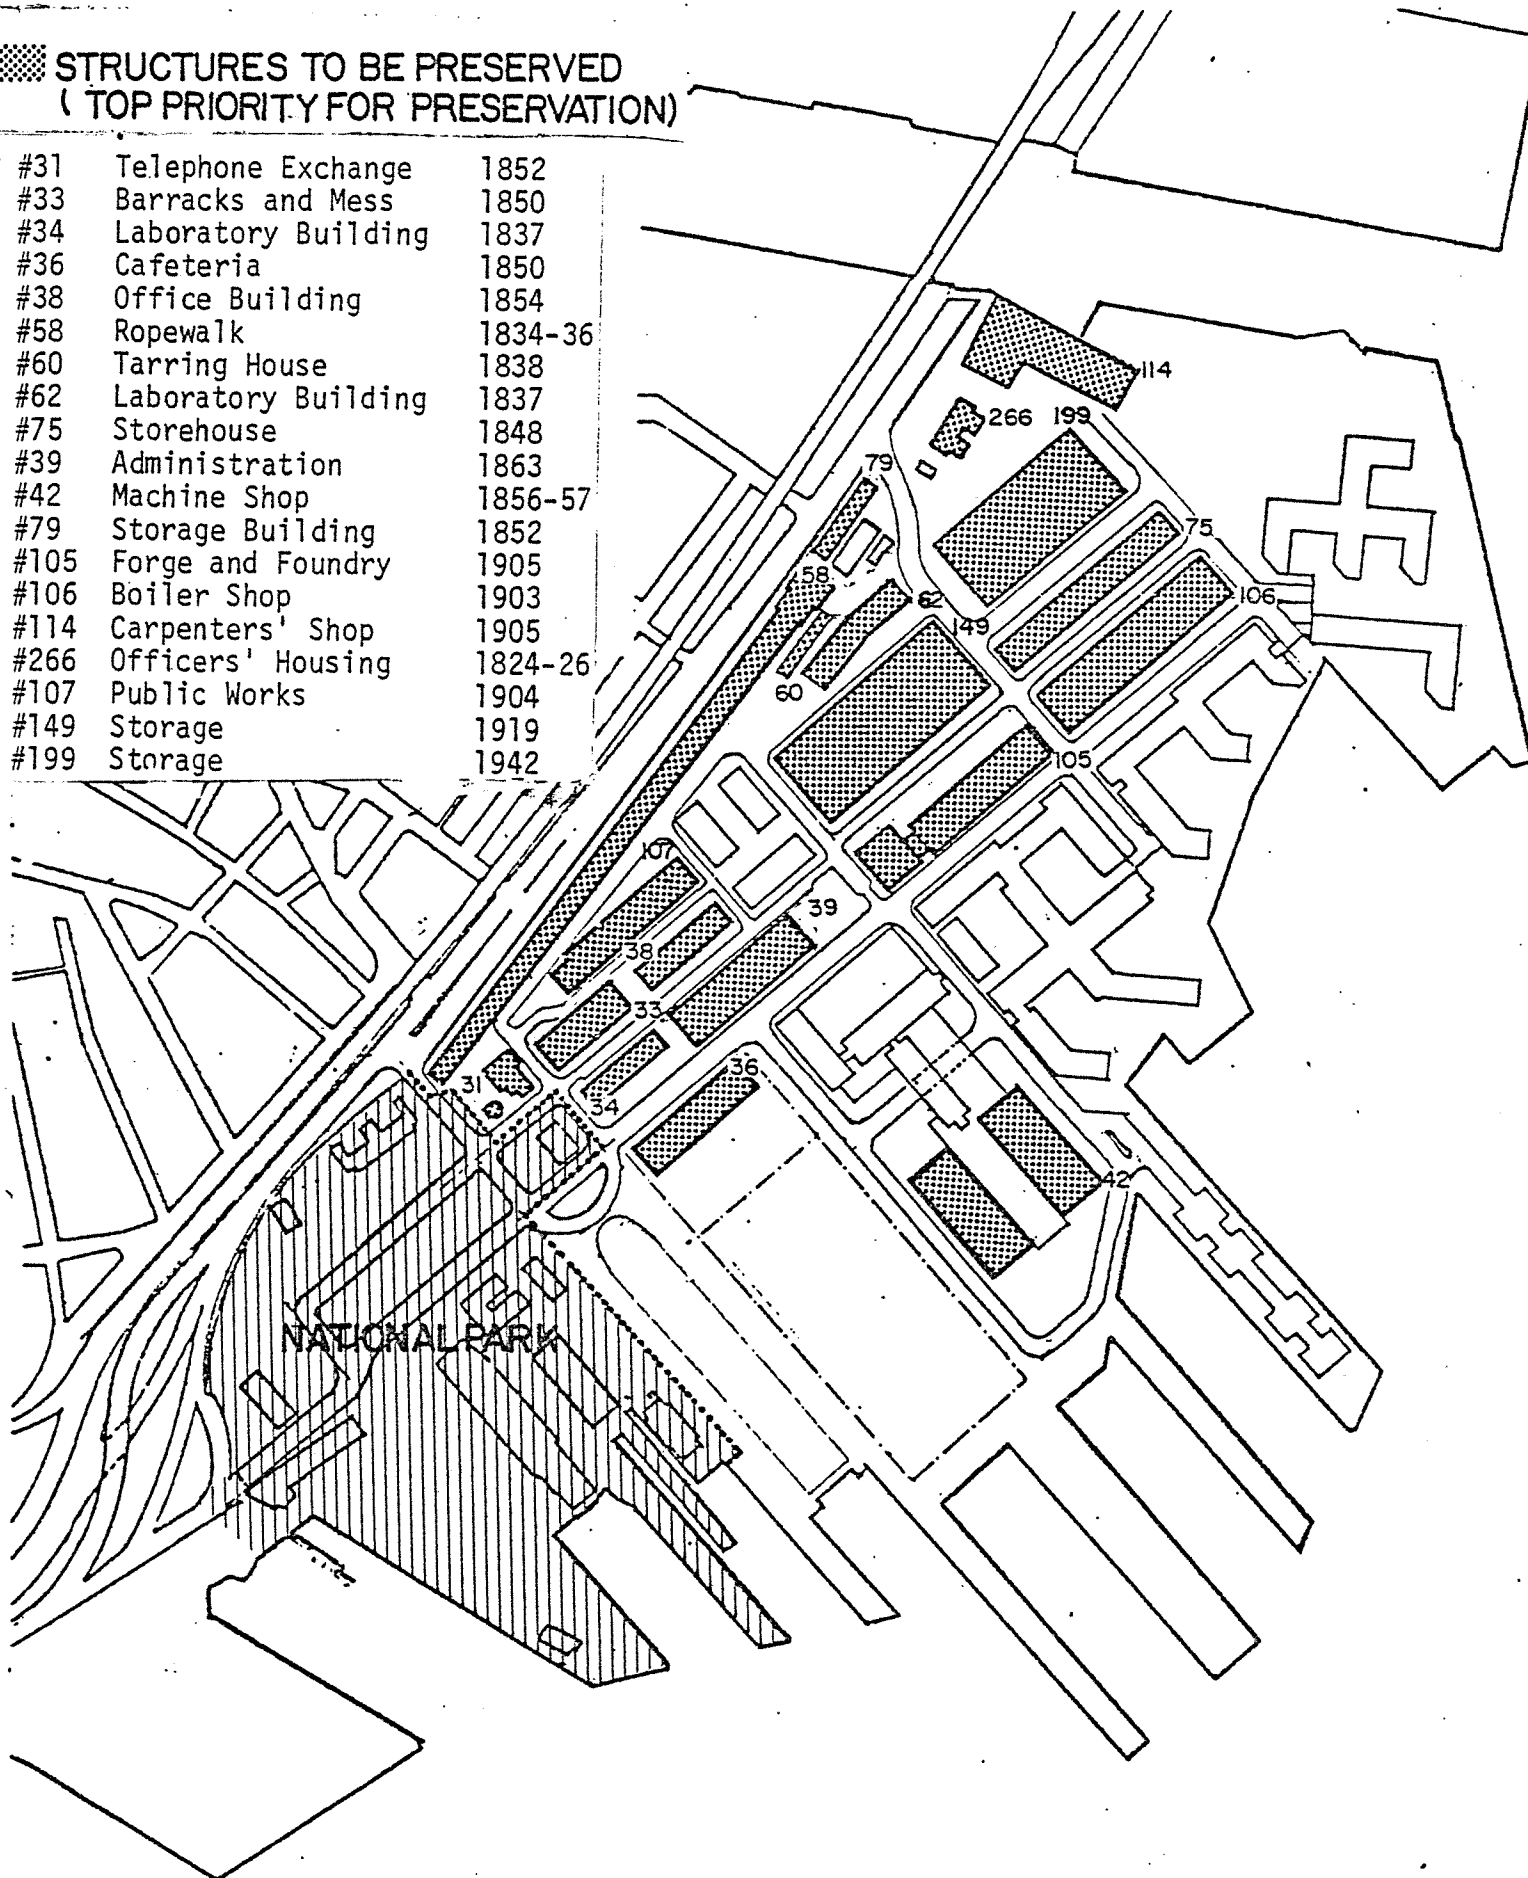 STRUCTURES TO BE PRESERVED
( TOP PRIORITY FOR PRESERVATION)
#31 Telephone Exchange 1852
#33 Barracks and Mess 1850
#34 Laboratory Building 1837
#36 Cafeteria 1850
#38 Office Building 1854
#58 Ropewalk 1834-36
#60 Tarring House 1838
#62 Laboratory Building 1837
#75 Storehouse 1848
#39 Administration 1863
#42 Machine Shop 1856-57
#79 Storage Building 1852
#105 Forge and Foundry 1905
#106 Boiler Shop 1903
#114 Carpenters' Shop 1905
#266 Officers' Housing 1824-26
#107 Public Works 1904
#149 Storage 1919
#199 Storage 1942
114
266
199
79
75
58
62
106
149
60
105
107
39
38
33
36
31
34
42
NATIONAL PARK